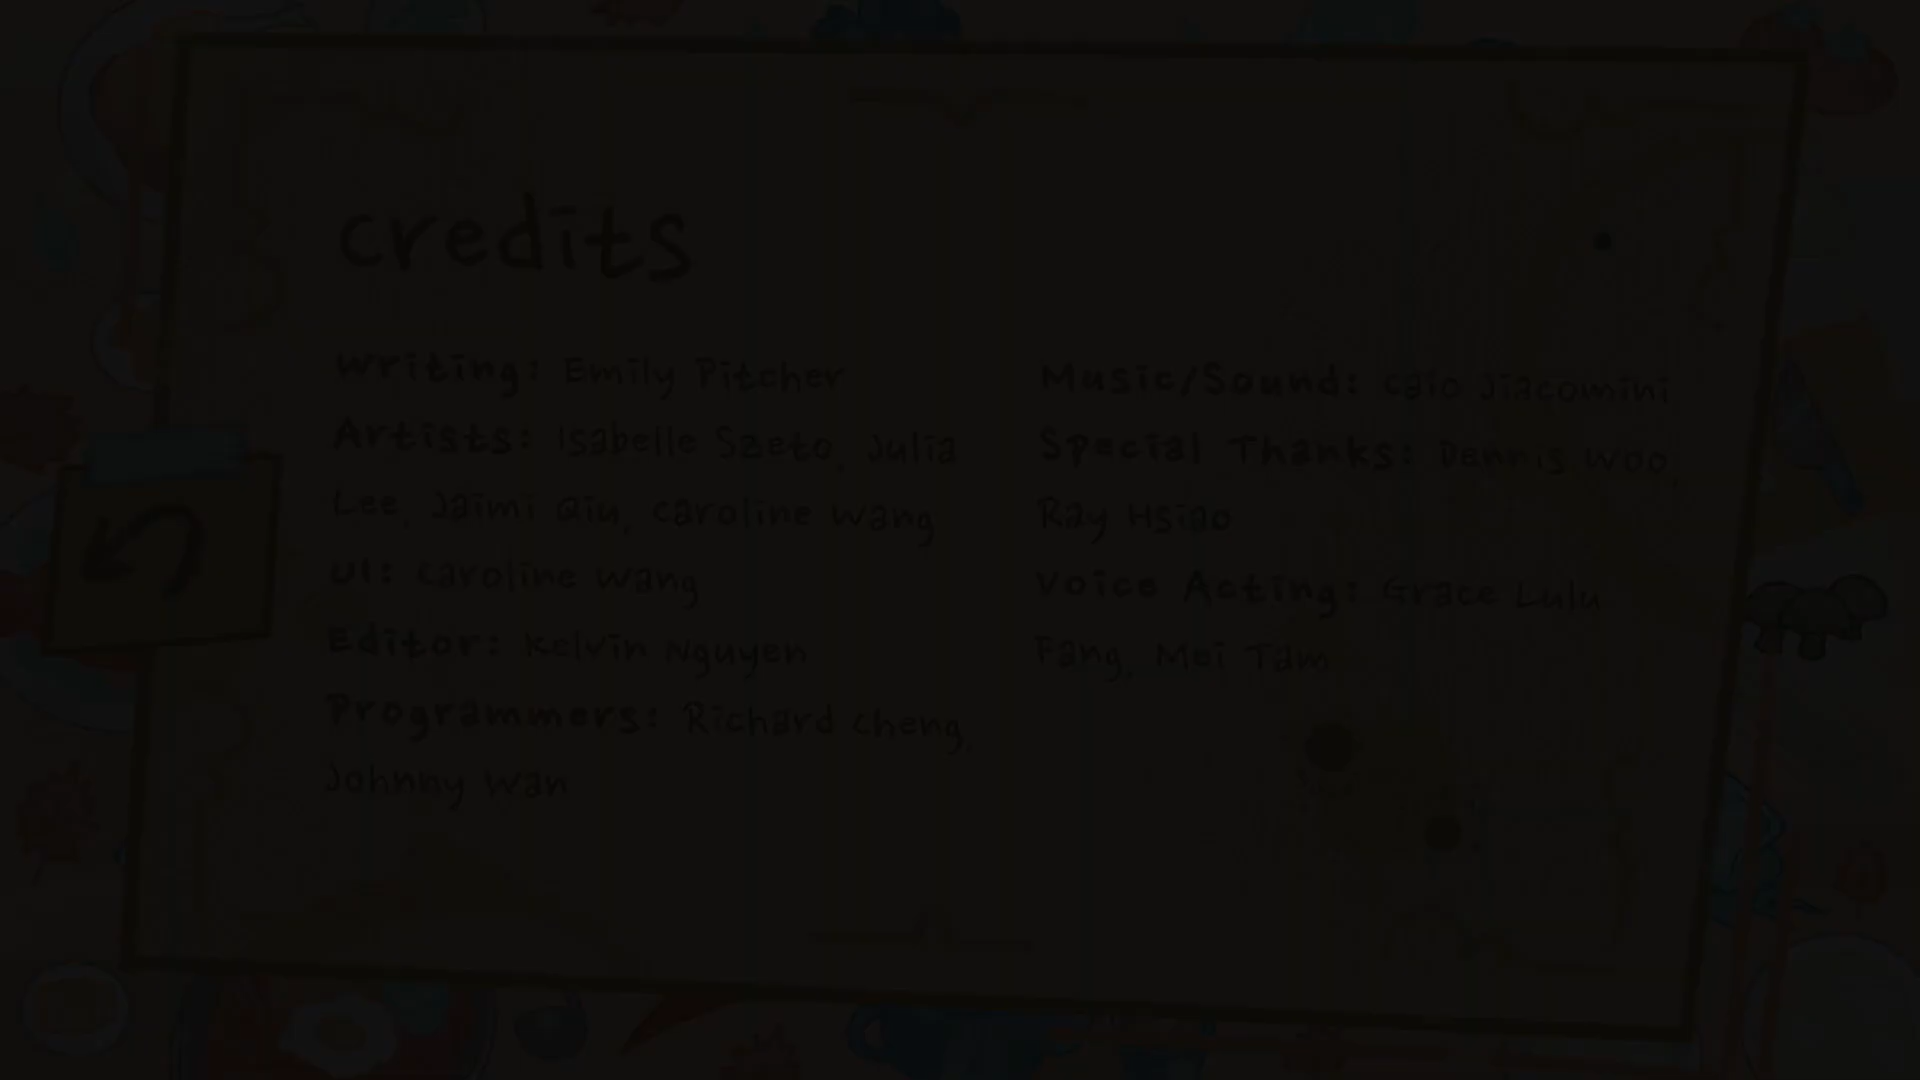 credits
Writing: Emily Pitcher
Artists: Isabelle Szeto, Julia
Lee, Jaimi Qiu, Caroline Wang
UI: Caroline Wang
Editor: Kelvin Nguyen
Programmers: Richard Cheng,
Johnny Wan
Music/Sound: Caio Jiacomini
Special Thanks: Dennis Woo,
Ray Hsiao
Voice Acting: Grace Lulu
Fang, Mei Tam